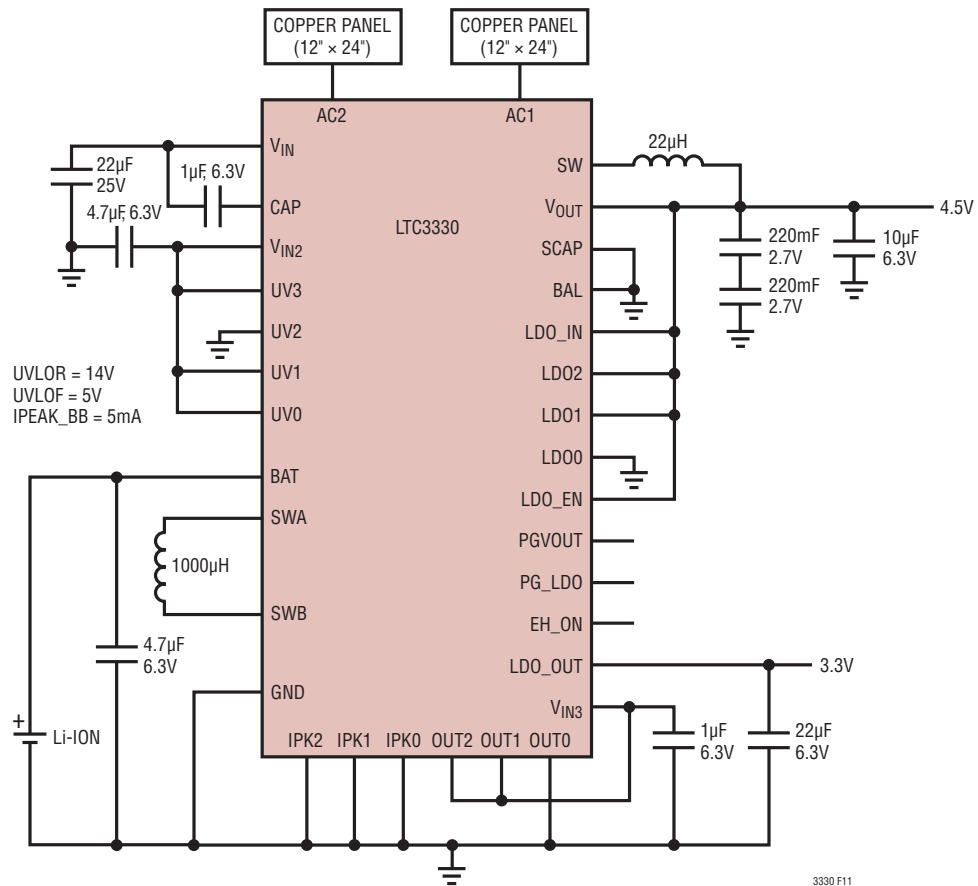 COPPER PANEL
(12" × 24")
COPPER PANEL
(12" × 24")
AC2
AC1
VIN
22µF
25V
1µF, 6.3V
CAP
4.7µF, 6.3V
VIN2
UV3
UV2
UV1
UV0
UVLOR = 14V
UVLOF = 5V
IPEAK_BB = 5mA
BAT
SWA
1000µH
SWB
4.7µF
6.3V
GND
+
Li-ION
LTC3330
IPK2
IPK1
IPK0
OUT2
OUT1
OUT0
SW
22µH
VOUT
4.5V
SCAP
220mF
2.7V
10µF
6.3V
BAL
220mF
2.7V
LDO_IN
LDO2
LDO1
LDO0
LDO_EN
PGVOUT
PG_LDO
EH_ON
LDO_OUT
3.3V
VIN3
1µF
6.3V
22µF
6.3V
3330 F11